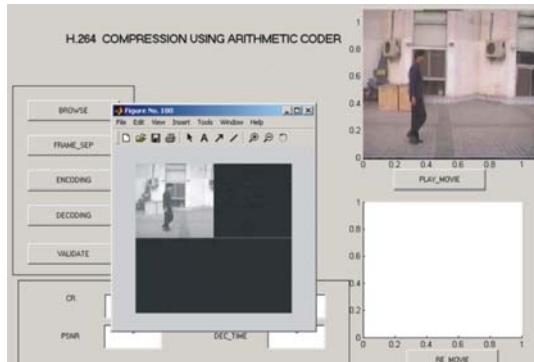 H.264 COMPRESSION USING ARITHMETIC CODER
BROWSE
FRAME_SEP
ENCODING
DECODING
VALIDATE
CR
PSNR
DEC_TIME
Figure No. 100
File Edit View Insert Tools Window Help
1
0.8
0.6
0.4
0.2
0
0 0.2 0.4 0.6 0.8 1
PLAY_MOVIE
1
0.8
0.6
0.4
0.2
0
0 0.2 0.4 0.6 0.8 1
RE_MOVIE